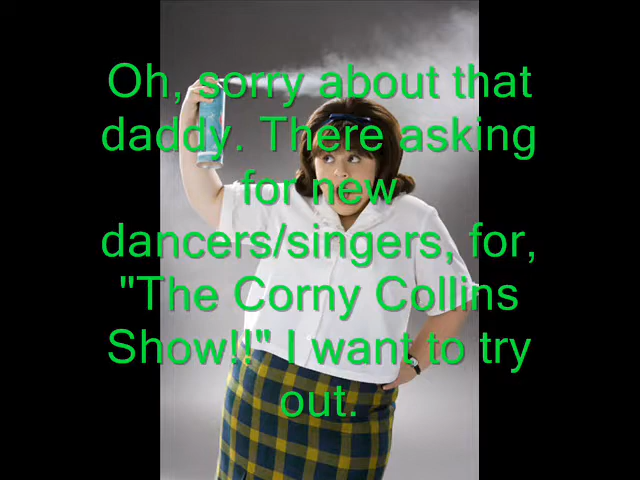 Oh, sorry about that
daddy. There asking
for new
dancers/singers, for,
"The Corny Collins
Show!!" I want to try
out.